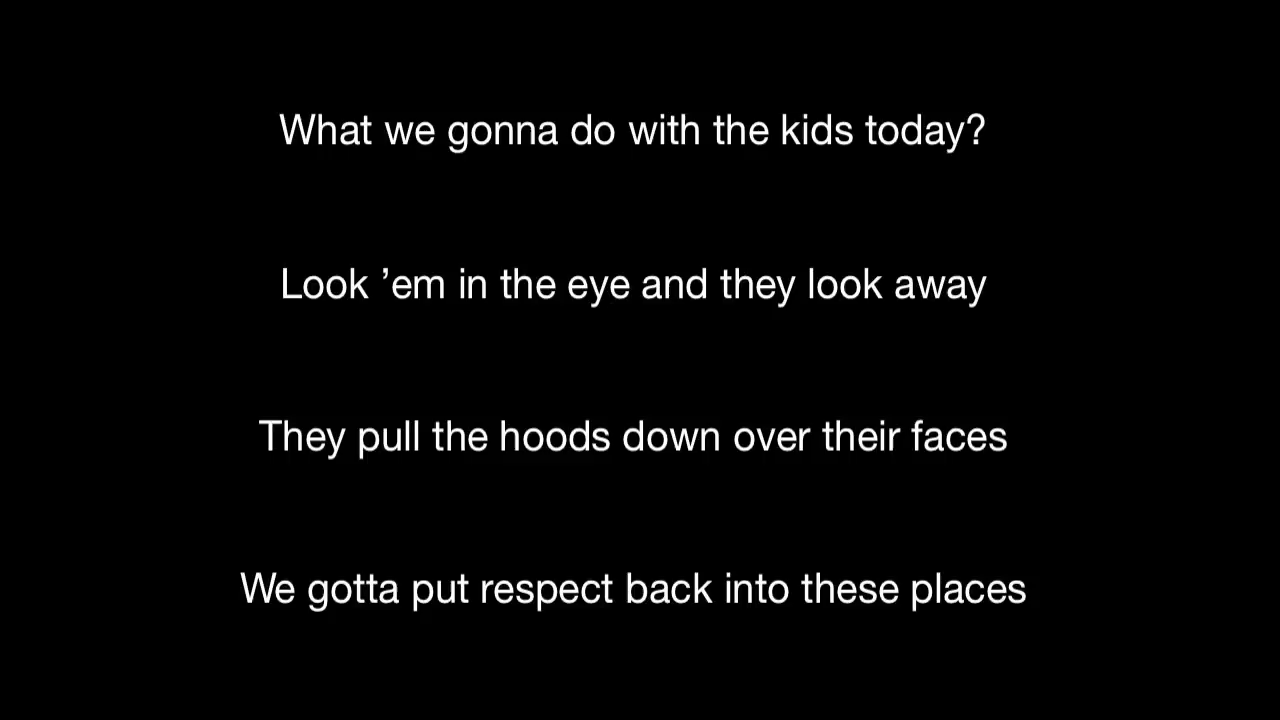 What we gonna do with the kids today?
Look ’em in the eye and they look away
They pull the hoods down over their faces
We gotta put respect back into these places